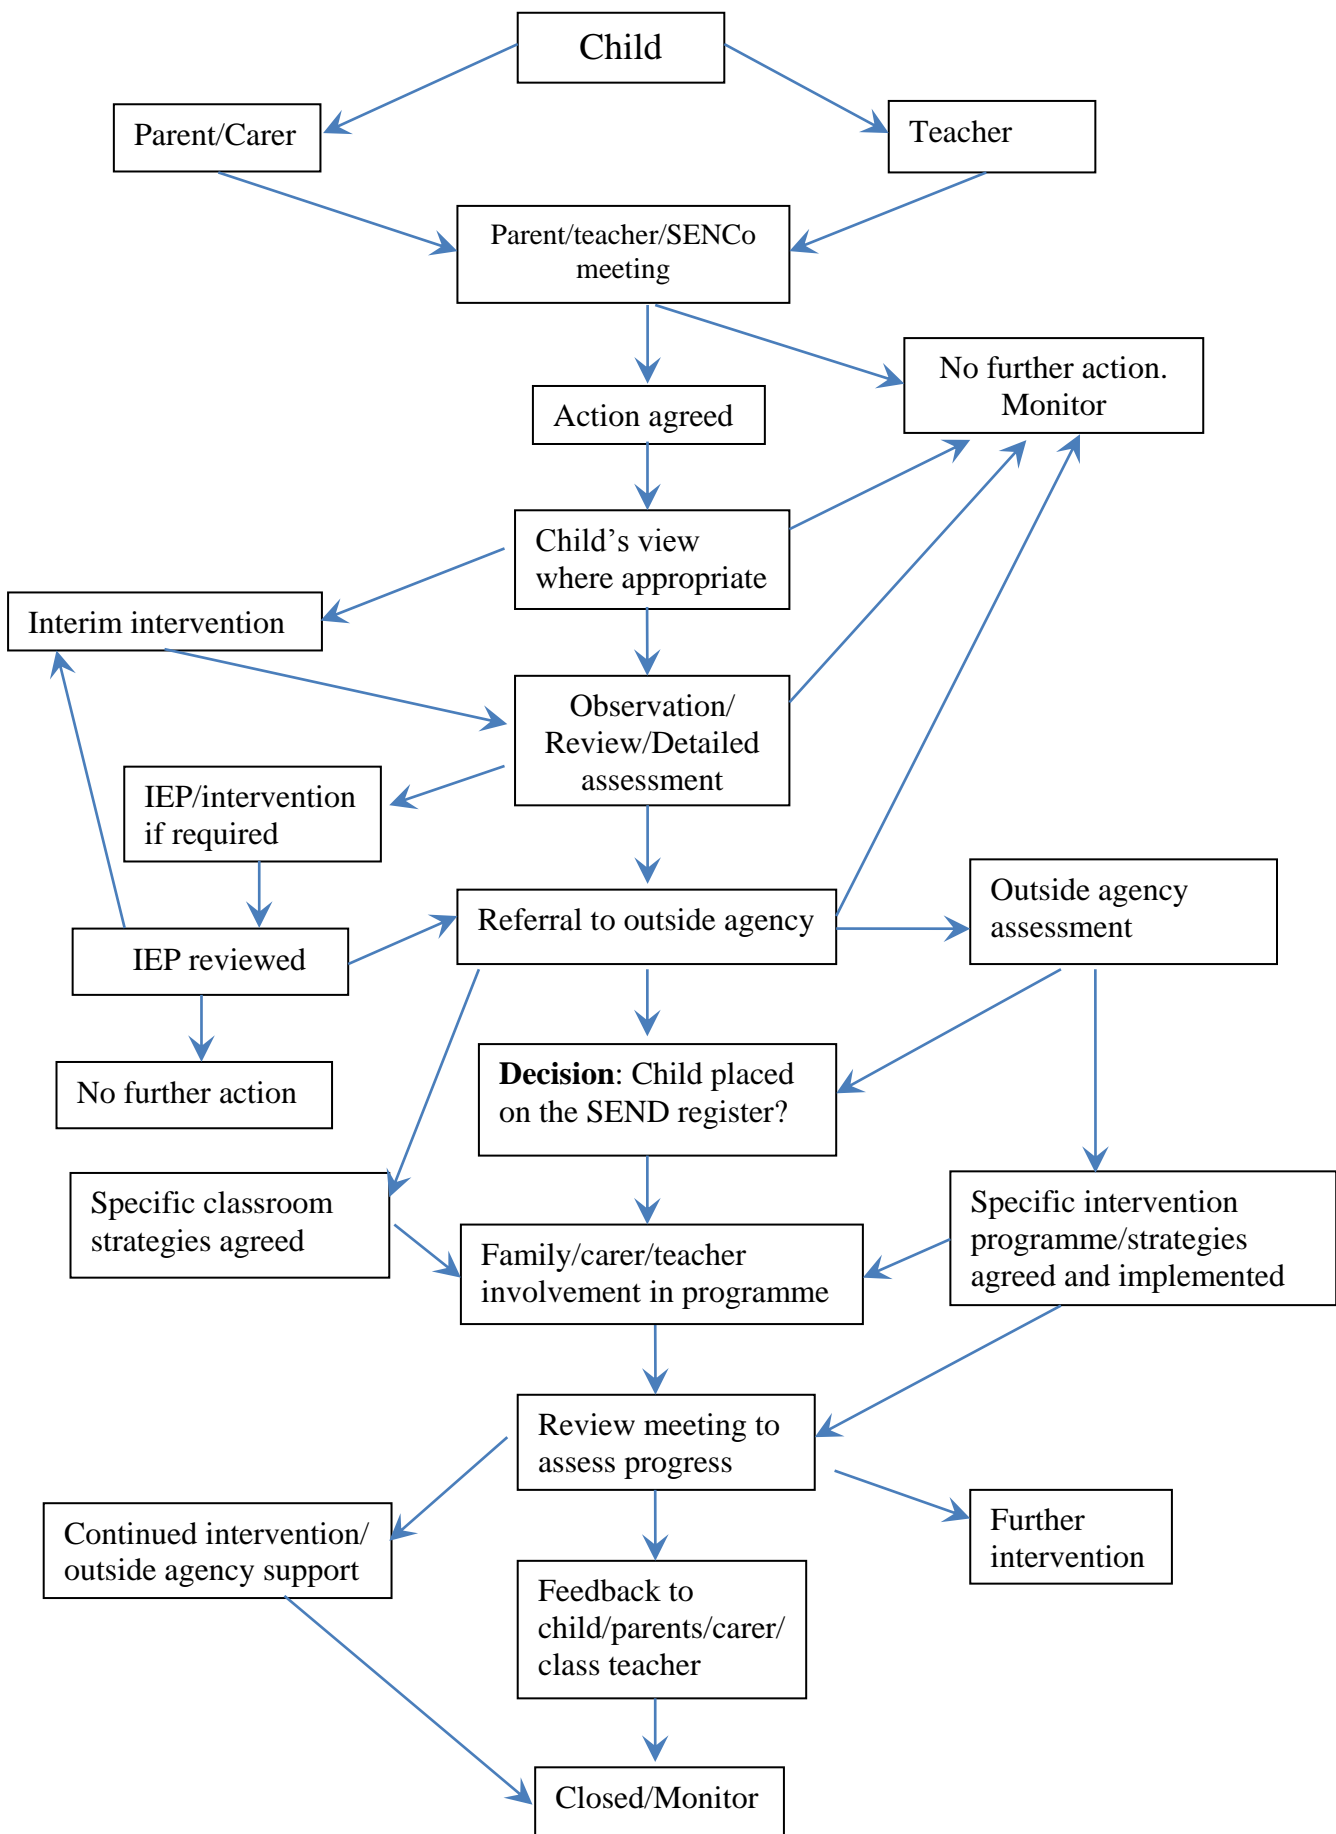 Child
Parent/Carer
Teacher
Parent/teacher/SENCo
meeting
No further action.
Monitor
Action agreed
Child’s view
where appropriate
Interim intervention
Observation/
Review/Detailed
assessment
IEP/intervention
if required
Outside agency
assessment
Referral to outside agency
IEP reviewed
Decision: Child placed
on the SEND register?
No further action
Specific classroom
strategies agreed
Specific intervention
programme/strategies
agreed and implemented
Family/carer/teacher
involvement in programme
Review meeting to
assess progress
Continued intervention/
outside agency support
Further
intervention
Feedback to
child/parents/carer/
class teacher
Closed/Monitor